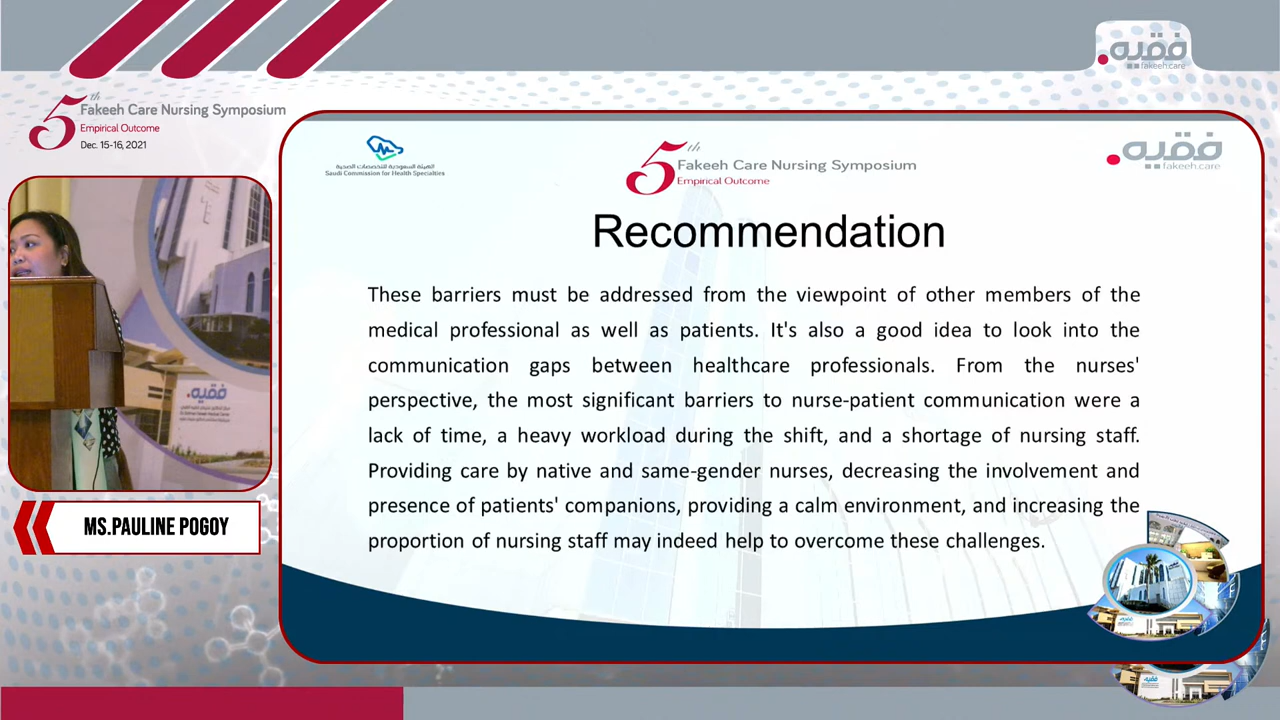 فقيه
fakeeh.care
5th
Fakeeh Care Nursing Symposium
Empirical Outcome
Dec. 15-16, 2021
الهيئة السعودية للتخصصات الصحية
Saudi Commission for Health Specialties
5th
Fakeeh Care Nursing Symposium
Empirical Outcome
فقيه
fakeeh.care
Recommendation
These barriers must be addressed from the viewpoint of other members of the
medical professional as well as patients. It's also a good idea to look into the
communication gaps between healthcare professionals. From the nurses'
perspective, the most significant barriers to nurse-patient communication were a
lack of time, a heavy workload during the shift, and a shortage of nursing staff.
Providing care by native and same-gender nurses, decreasing the involvement and
presence of patients' companions, providing a calm environment, and increasing the
proportion of nursing staff may indeed help to overcome these challenges.
فقيه
MS.PAULINE POGOY